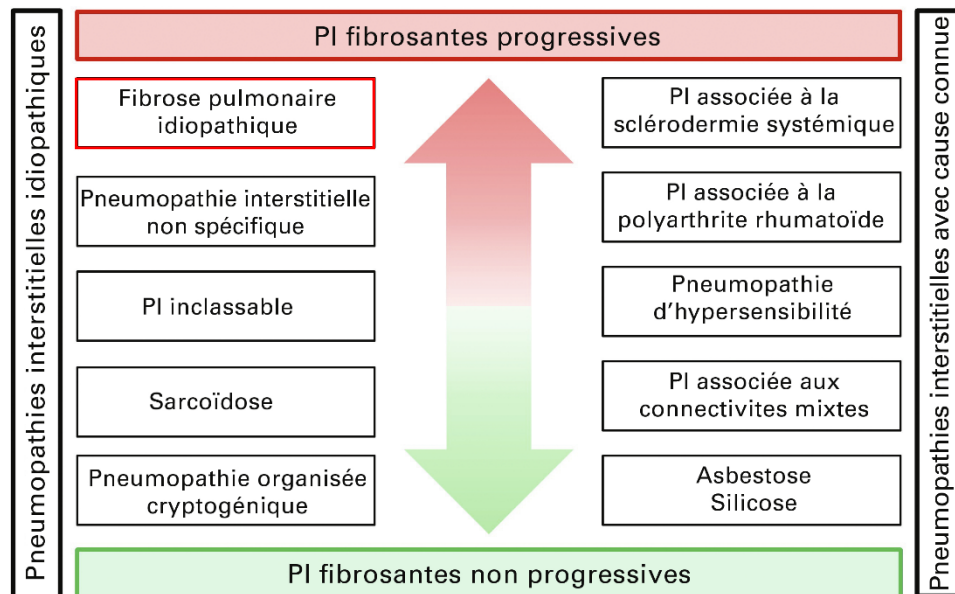 PI fibrosantes progressives
Pneumopathies interstitielles idiopathiques
Fibrose pulmonaire
idiopathique
Pneumopathie interstitielle
non spécifique
PI inclassable
Sarcoïdose
Pneumopathie organisée
cryptogénique
PI associée à la
sclérodermie systémique
PI associée à la
polyarthrite rhumatoïde
Pneumopathie
d'hypersensibilité
PI associée aux
connectivites mixtes
Asbestose
Silicose
Pneumopathies interstitielles avec cause connue
PI fibrosantes non progressives